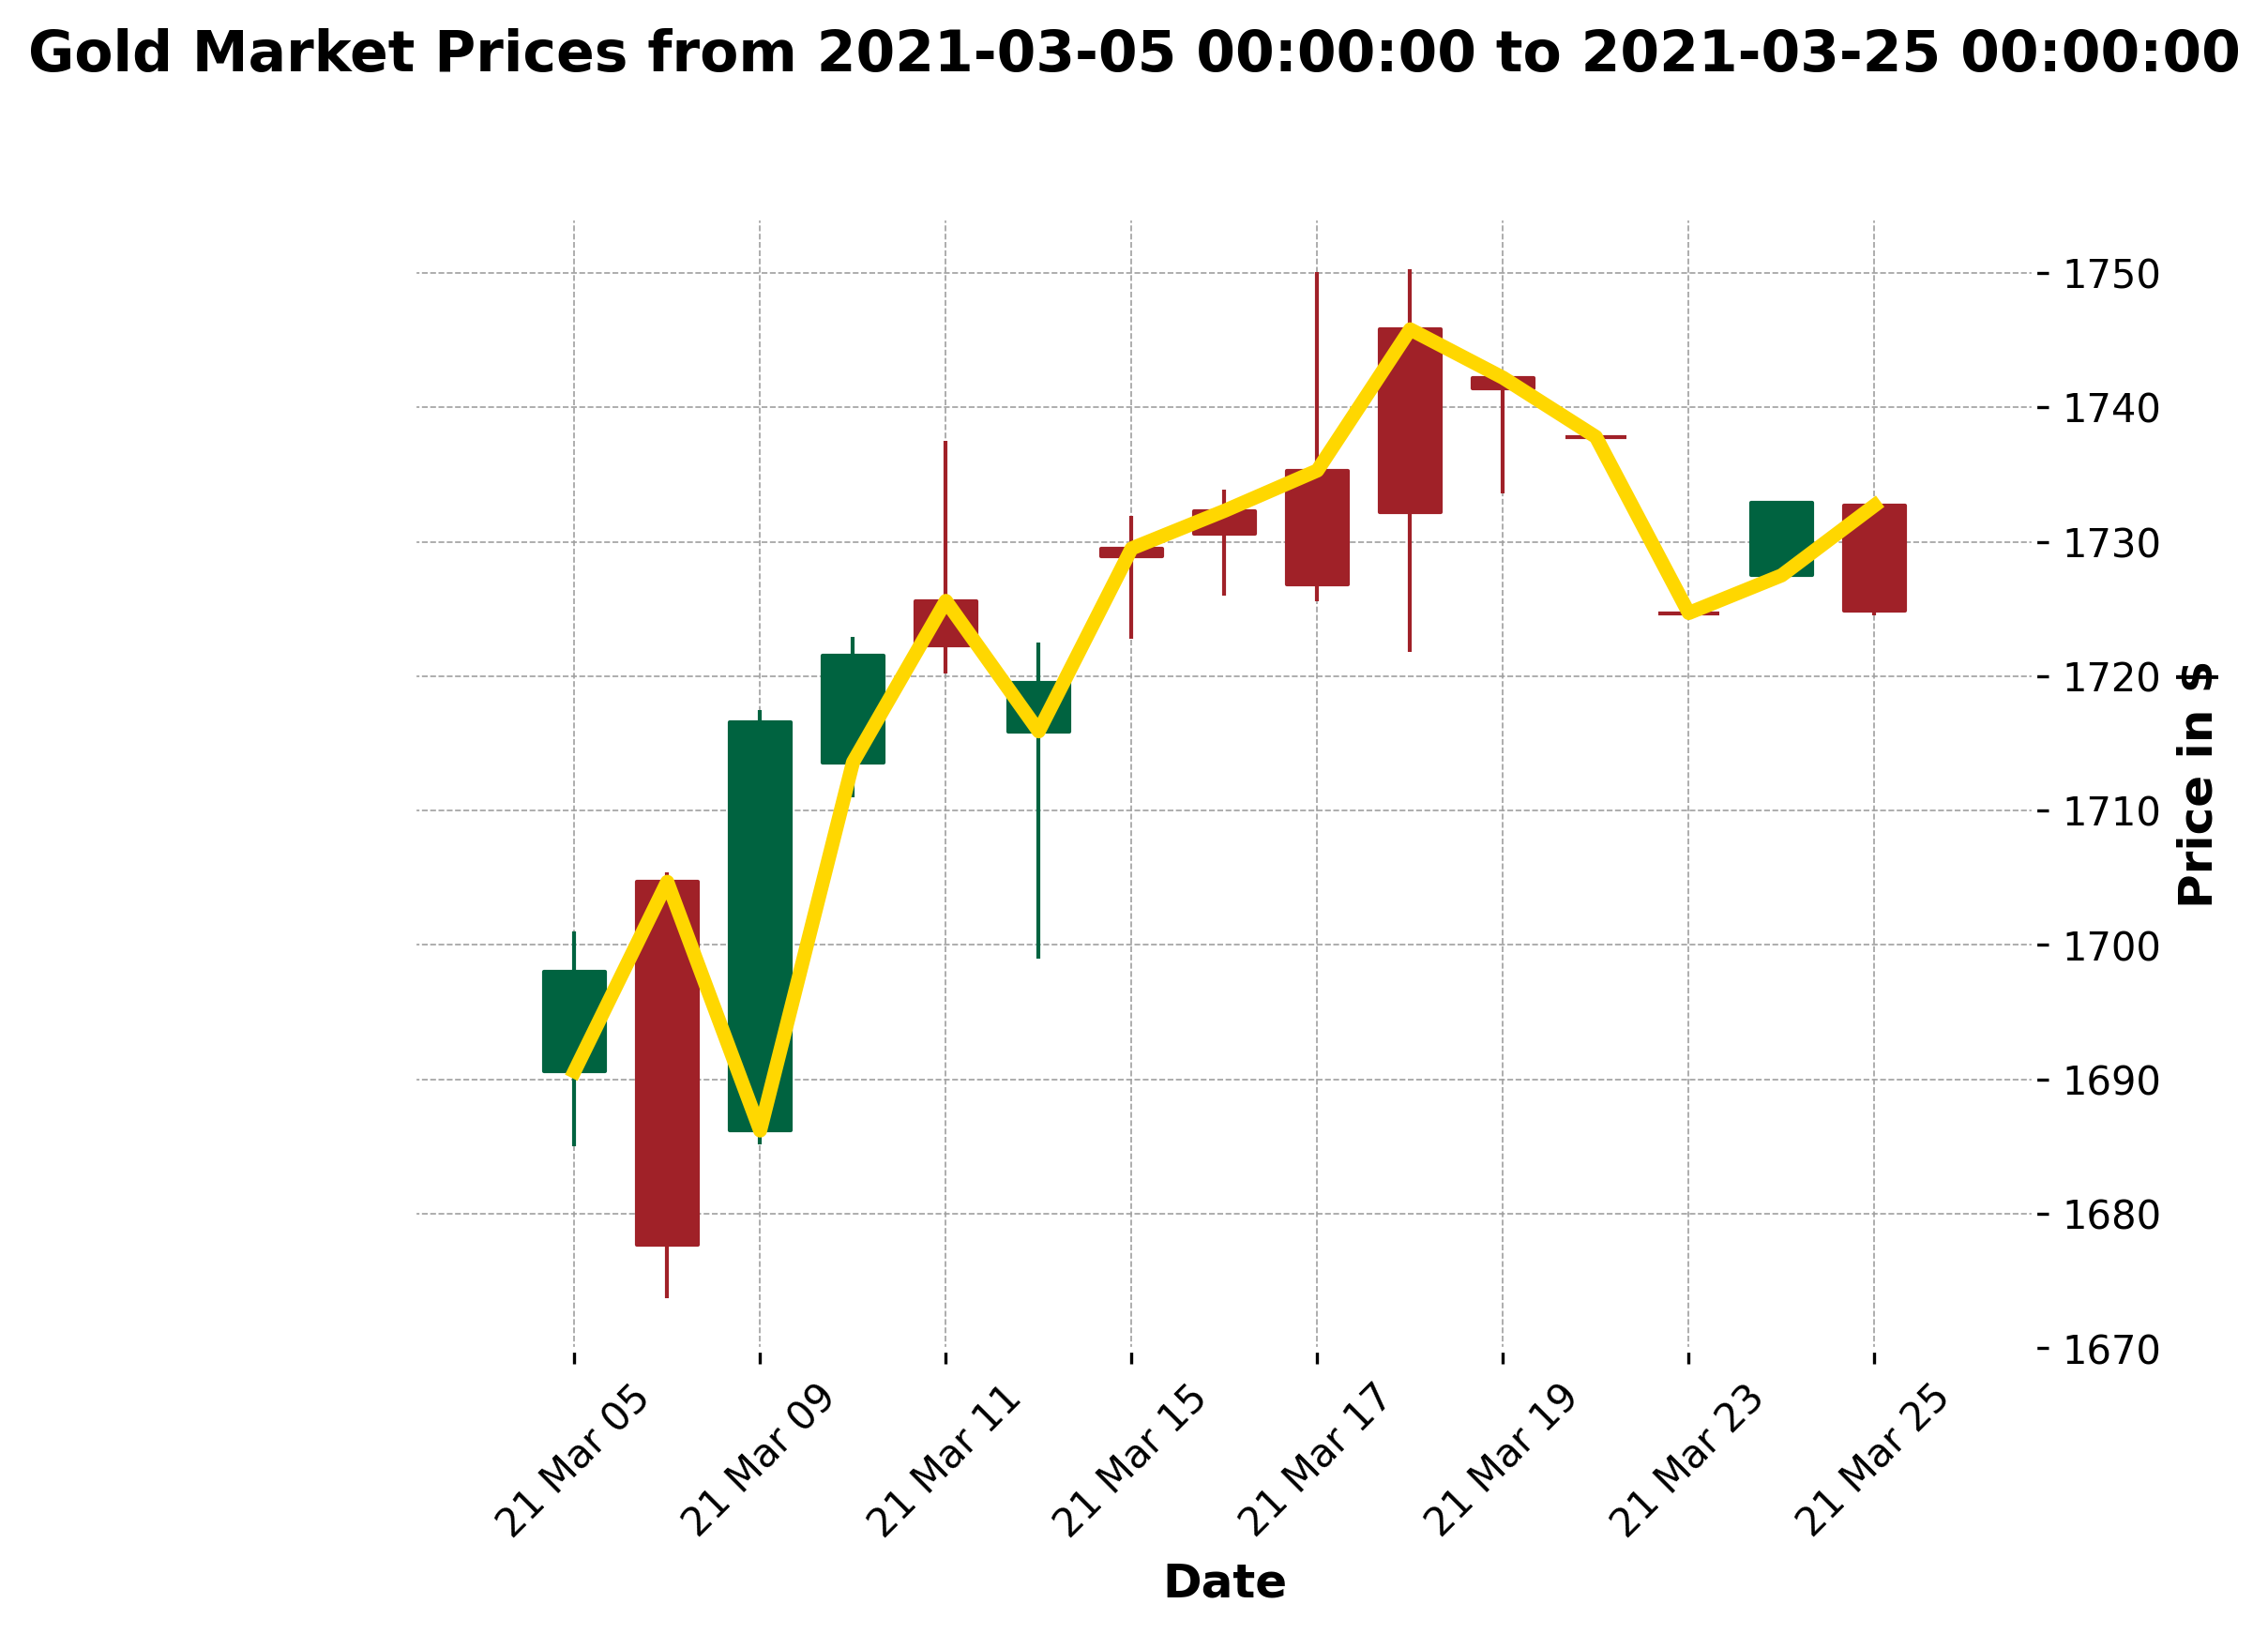 Gold Market Prices from 2021-03-05 00:00:00 to 2021-03-25 00:00:00
1750
1740
1730
1720
1710
1700
1690
1680
1670
Price in $
21 Mar 05
21 Mar 09
21 Mar 11
21 Mar 15
21 Mar 17
21 Mar 19
21 Mar 23
21 Mar 25
Date